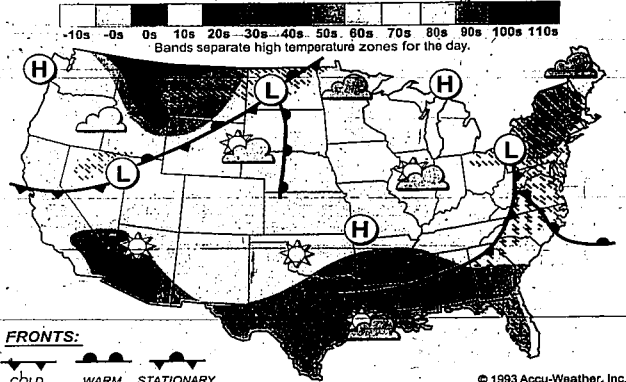 -10s -0s 0s 10s 20s 30s 40s 50s 60s 70s 80s 90s 100s 110s
Bands separate high temperature zones for the day.
H
H
L
L
L
H
FRONTS:
COLD WARM STATIONARY
© 1993 Accu-Weather, Inc.